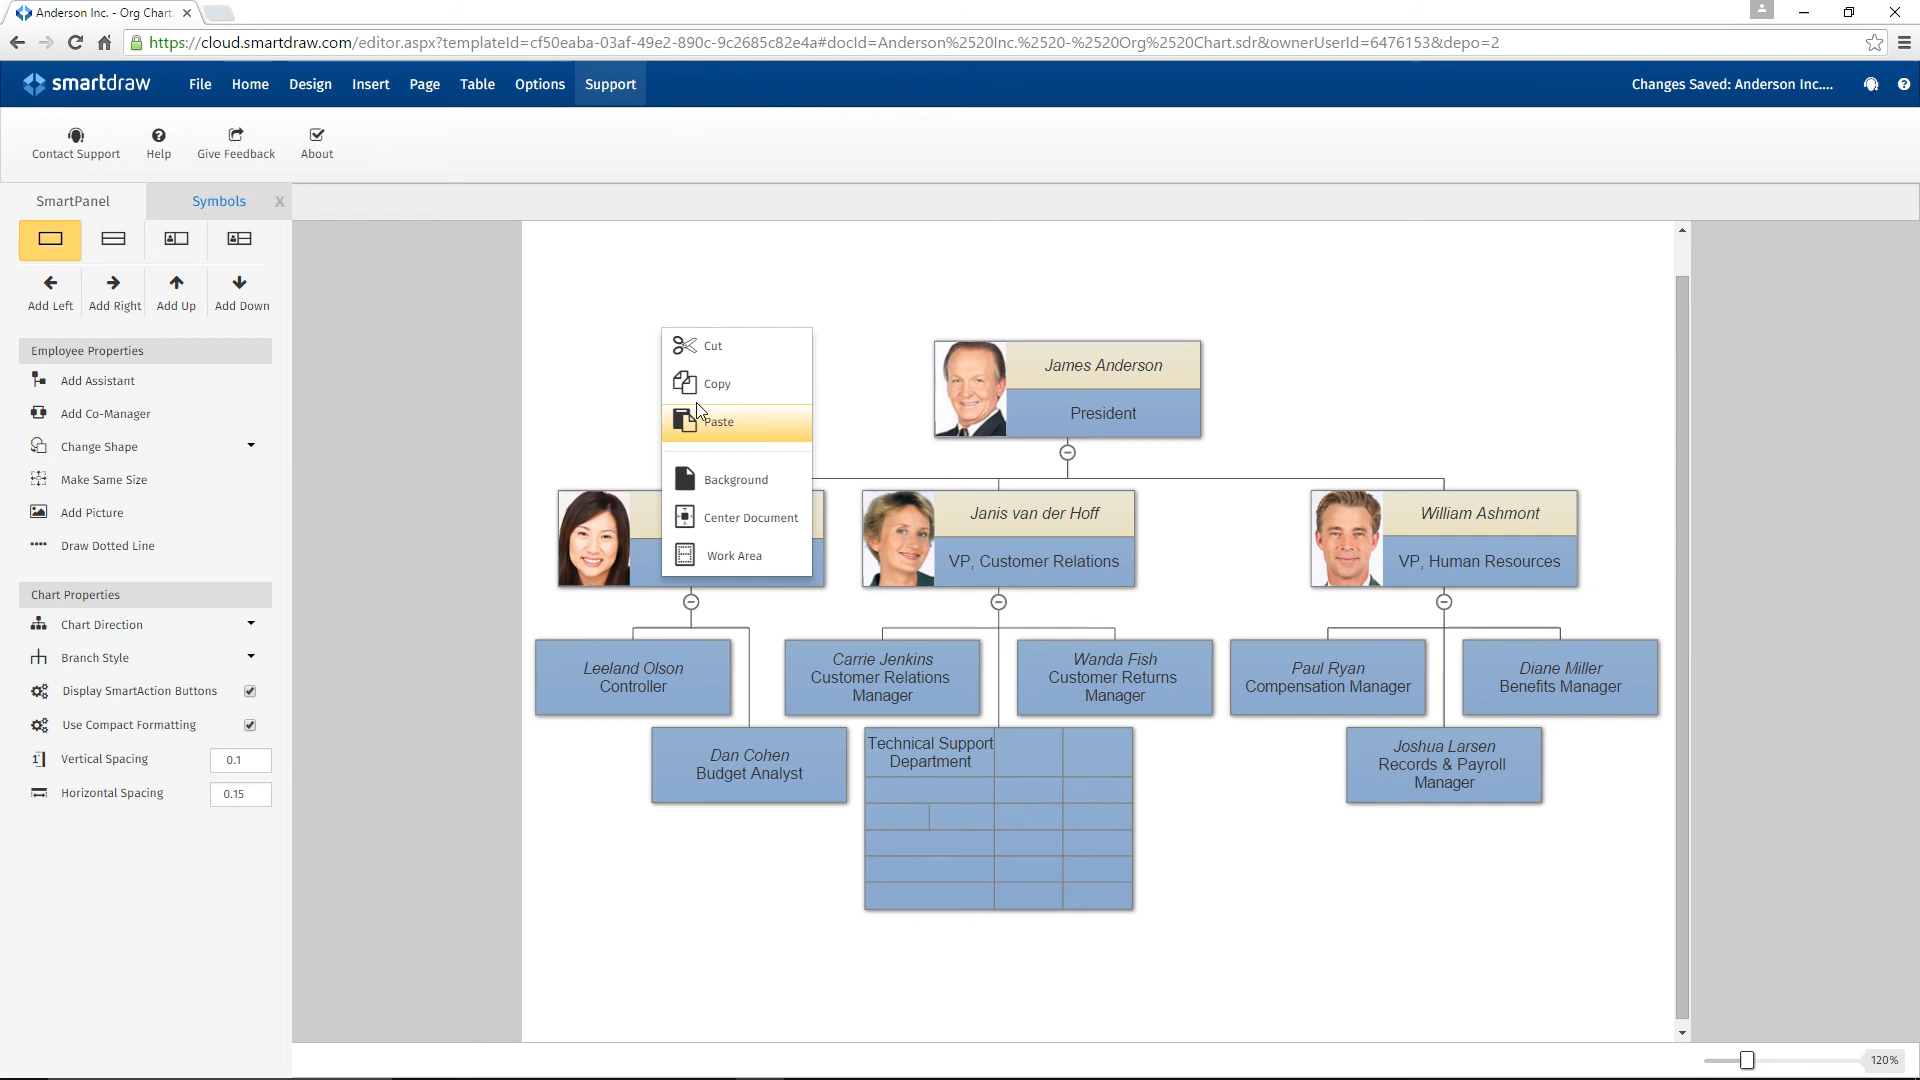 Anderson Inc. - Org Chart.
https://cloud.smartdraw.com/editor.aspx?templateId=cf50eaba-03af-49e2-890c-9c2685c82e4a#docId=Anderson%2520Inc.%2520-%2520Org%2520Chart.sdr&ownerUserId=6476153&depo=2
smartdraw File Home Design Insert Page Table Options Support Changes Saved: Anderson Inc....
Contact Support Help Give Feedback About
SmartPanel Symbols X
Add Left Add Right Add Up Add Down
Employee Properties
Add Assistant
Add Co-Manager
Change Shape
Make Same Size
Add Picture
Draw Dotted Line
Chart Properties
Chart Direction
Branch Style
Display SmartAction Buttons
Use Compact Formatting
Vertical Spacing 0.1
Horizontal Spacing 0.15
Cut
Copy
Paste
Background
Center Document
Work Area
James Anderson
President
Janis van der Hoff
VP, Customer Relations
William Ashmont
VP, Human Resources
Leeland Olson
Controller
Carrie Jenkins
Customer Relations
Manager
Wanda Fish
Customer Returns
Manager
Paul Ryan
Compensation Manager
Diane Miller
Benefits Manager
Dan Cohen
Budget Analyst
Technical Support
Department
Joshua Larsen
Records & Payroll
Manager
120%